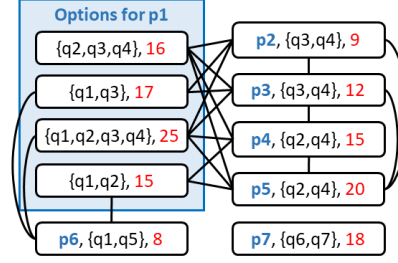 Options for p1
{q2,q3,q4}, 16
{q1,q3}, 17
{q1,q2,q3,q4}, 25
{q1,q2}, 15
p6, {q1,q5}, 8
p2, {q3,q4}, 9
p3, {q3,q4}, 12
p4, {q2,q4}, 15
p5, {q2,q4}, 20
p7, {q6,q7}, 18